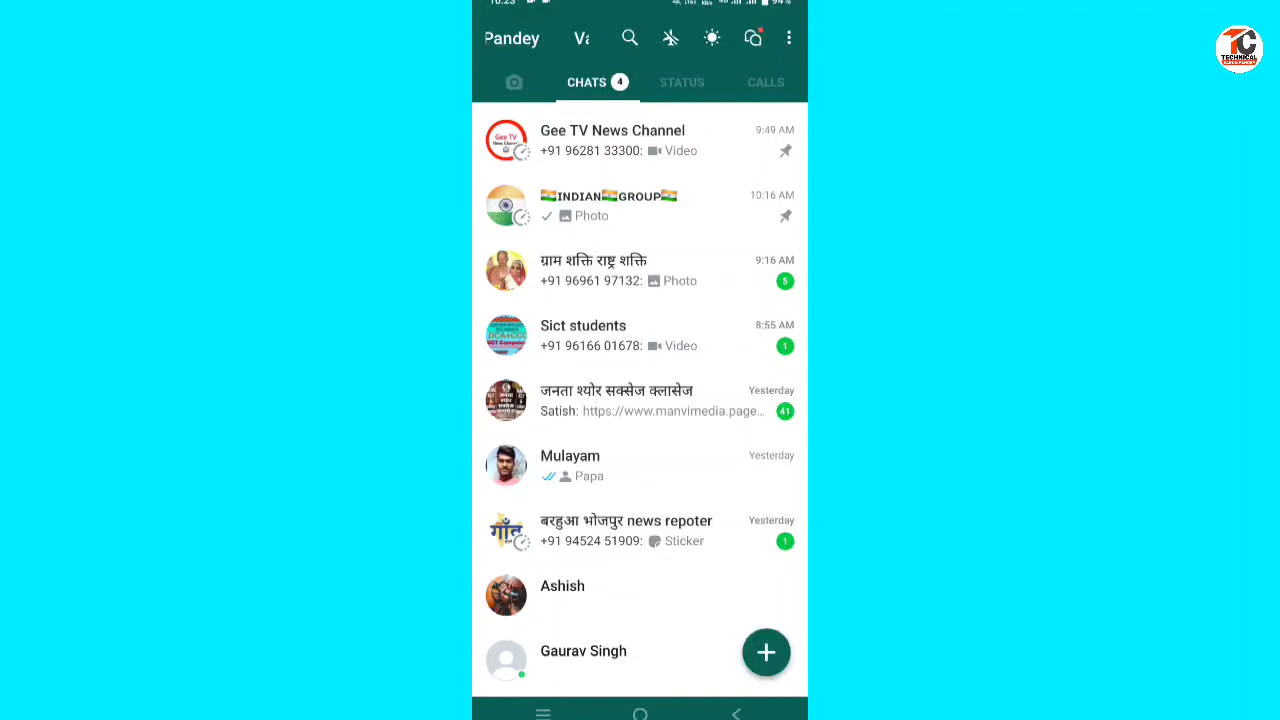 Pandey
CHATS 4 STATUS CALLS
Gee TV News Channel 9:49 AM
+91 96281 33300: Video
🇮🇳INDIAN🇮🇳GROUP🇮🇳 10:16 AM
Photo
ग्राम शक्ति राष्ट्र शक्ति 9:16 AM
+91 96961 97132: Photo 5
Sict students 8:55 AM
+91 96166 01678: Video 1
जनता श्योर सक्सेज क्लासेज Yesterday
Satish: https://www.manvimedia.page... 41
Mulayam Yesterday
Papa
बरहुआ भोजपुर news repoter Yesterday
+91 94524 51909: Sticker 1
Ashish
Gaurav Singh
TC
TECHNICAL